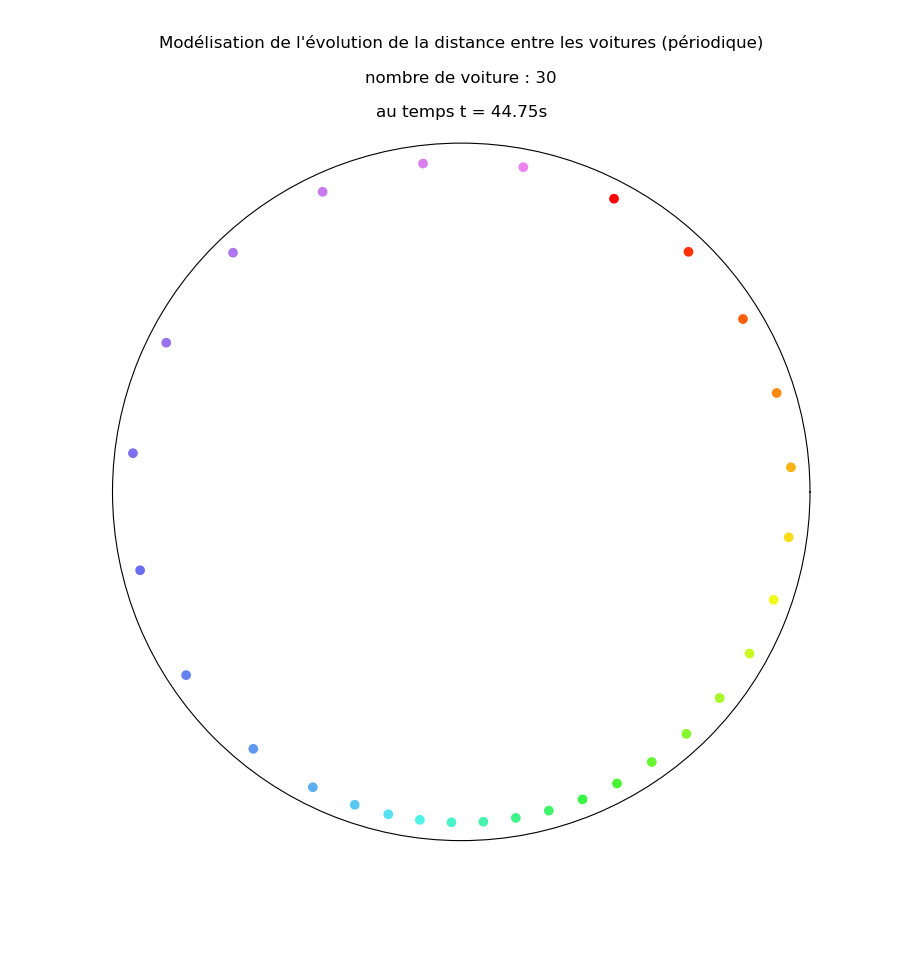 Modélisation de l'évolution de la distance entre les voitures (périodique)
nombre de voiture : 30
au temps t = 44.75s